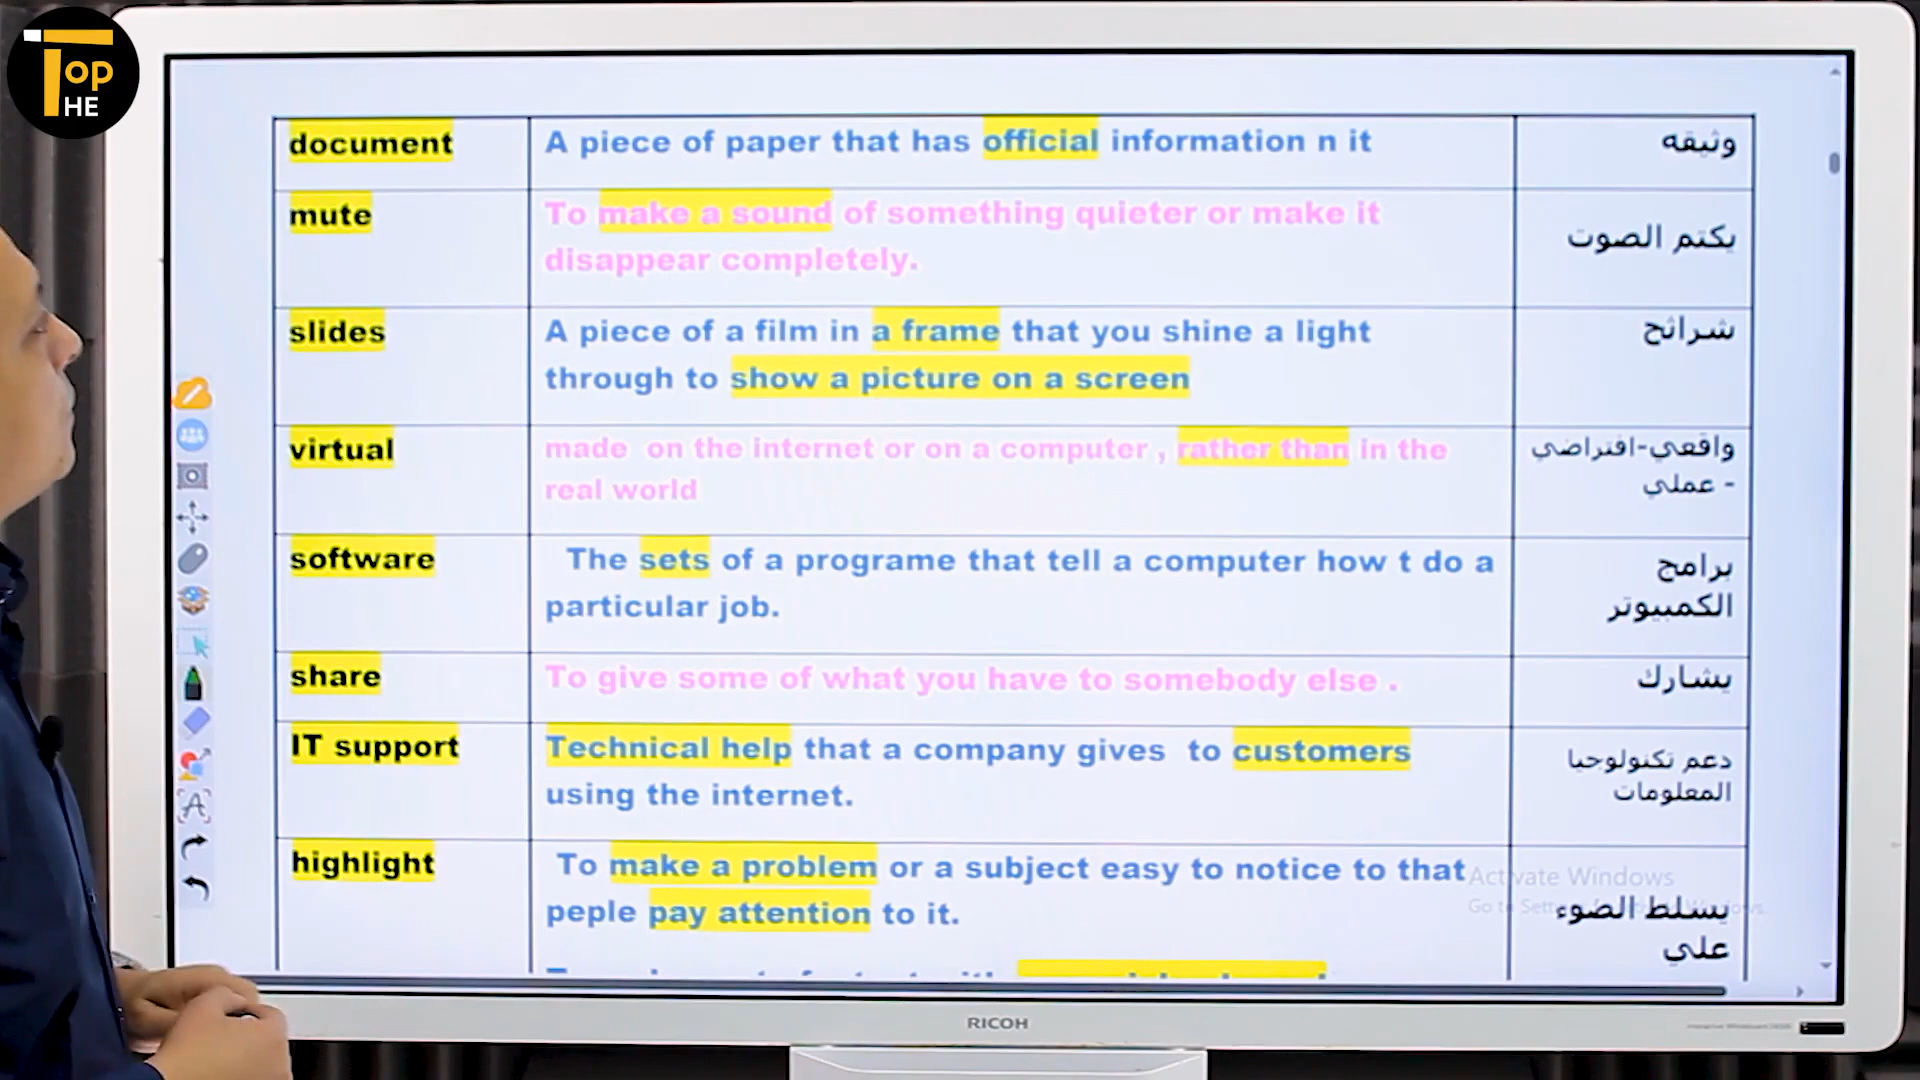 TOP
THE
document
A piece of paper that has official information n it
وثيقه
mute
To make a sound of something quieter or make it
disappear completely.
يكتم الصوت
slides
A piece of a film in a frame that you shine a light
through to show a picture on a screen
شرائح
virtual
made on the internet or on a computer , rather than in the
real world
واقعي-افتراضي
- عملي
software
The sets of a programe that tell a computer how t do a
particular job.
برامج
الكمبيوتر
share
To give some of what you have to somebody else .
يشارك
IT support
Technical help that a company gives to customers
using the internet.
دعم تكنولوجيا
المعلومات
highlight
To make a problem or a subject easy to notice to that
peple pay attention to it.
يسلط الضوء
علي
Activate Windows
Go to
RICOH